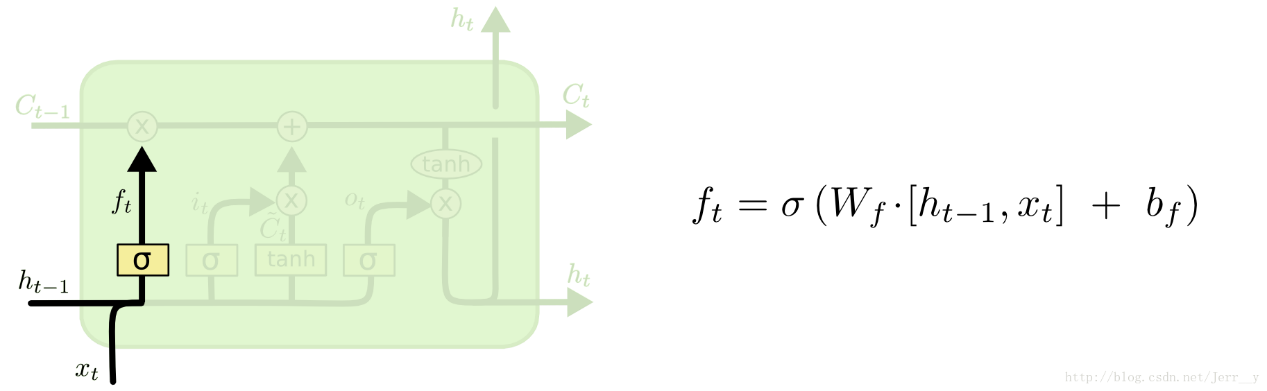 h_t
C_{t-1}
C_t
x
+
tanh
f_t
i_t
x
o_t
x
C̃_t
σ
σ
tanh
σ
h_{t-1}
h_t
x_t
f_t = σ (W_f · [h_{t-1}, x_t] + b_f)
http://blog.csdn.net/Jerr__y